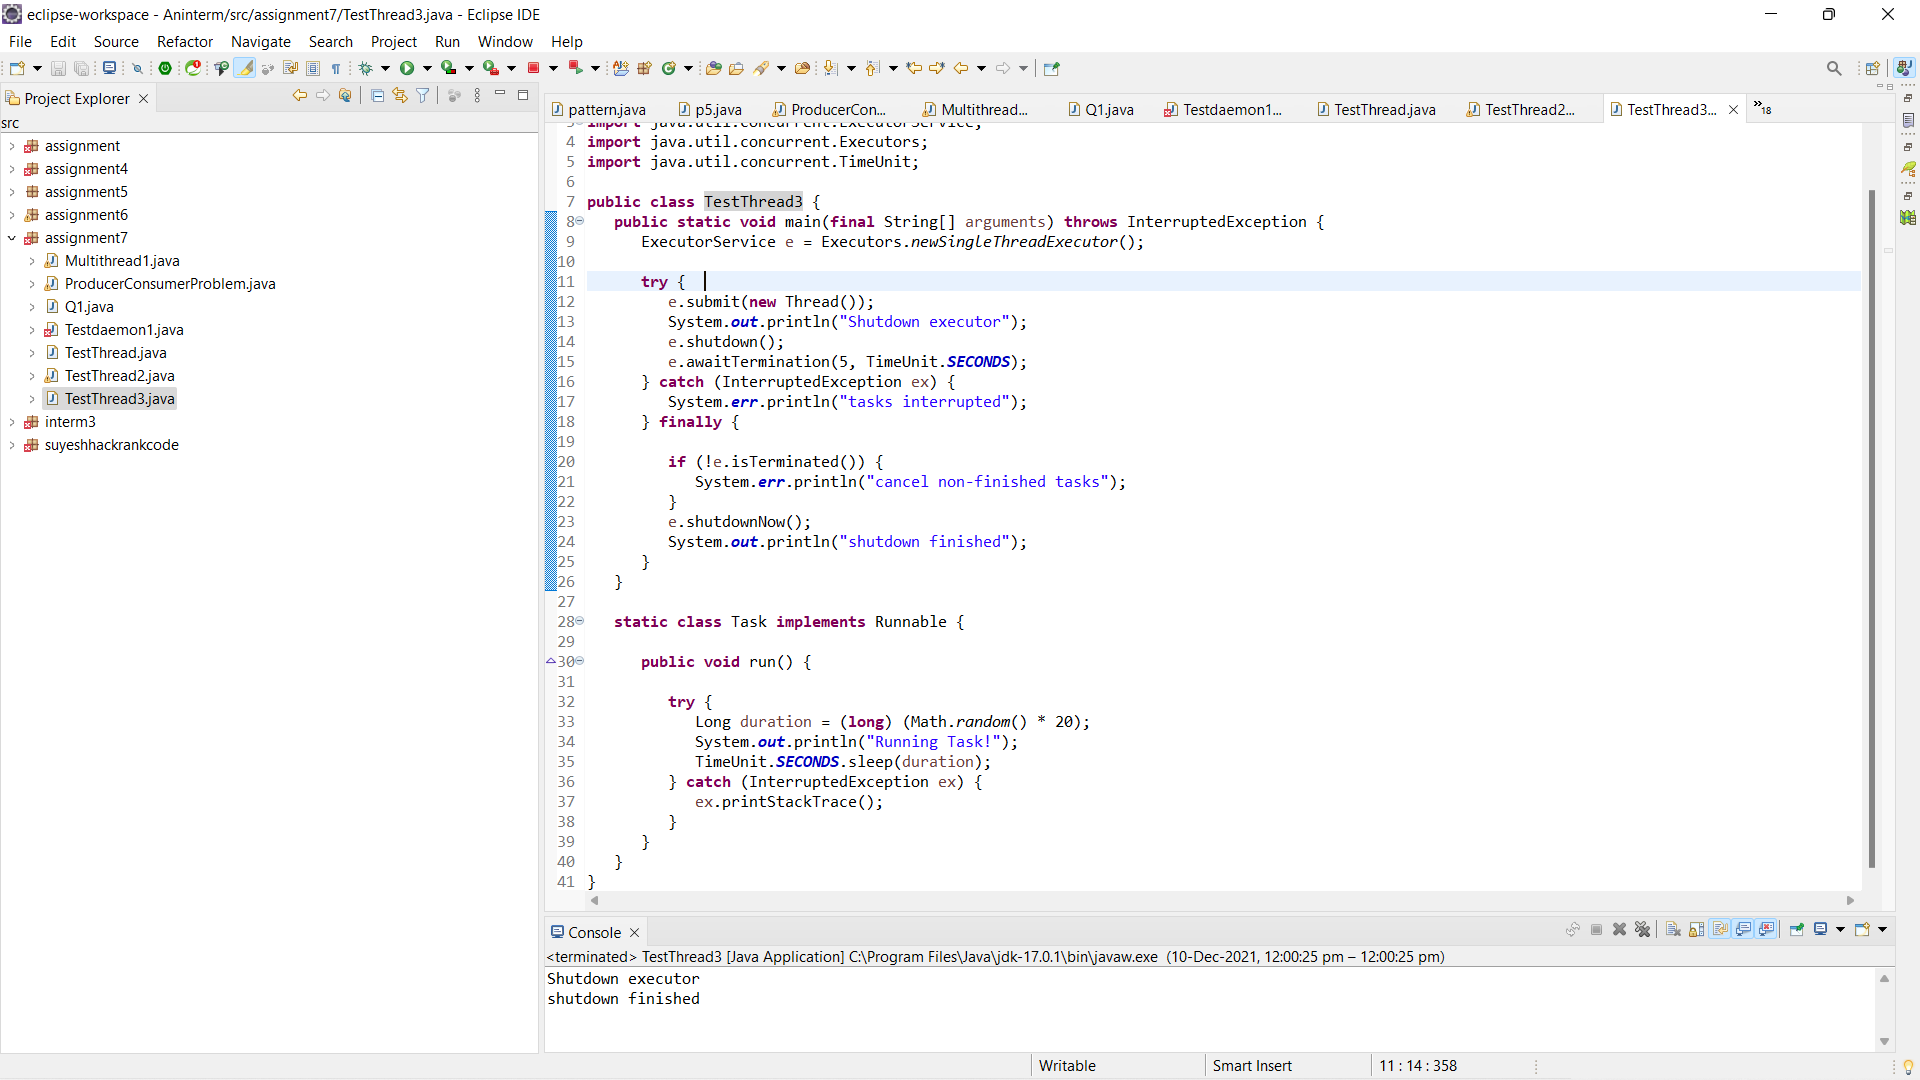 eclipse-workspace - Aninterm/src/assignment7/TestThread3.java - Eclipse IDE
File Edit Source Refactor Navigate Search Project Run Window Help
Project Explorer
src
assignment
assignment4
assignment5
assignment6
assignment7
Multithread1.java
ProducerConsumerProblem.java
Q1.java
Testdaemon1.java
TestThread.java
TestThread2.java
TestThread3.java
interm3
suyeshhackrankcode
pattern.java p5.java ProducerCon... Multithread... Q1.java Testdaemon1... TestThread.java TestThread2... TestThread3... »18
3 import java.util.concurrent.ExecutorService;
4 import java.util.concurrent.Executors;
5 import java.util.concurrent.TimeUnit;
6
7 public class TestThread3 {
8 public static void main(final String[] arguments) throws InterruptedException {
9 ExecutorService e = Executors.newSingleThreadExecutor();
10
11 try {
12 e.submit(new Thread());
13 System.out.println("Shutdown executor");
14 e.shutdown();
15 e.awaitTermination(5, TimeUnit.SECONDS);
16 } catch (InterruptedException ex) {
17 System.err.println("tasks interrupted");
18 } finally {
19
20 if (!e.isTerminated()) {
21 System.err.println("cancel non-finished tasks");
22 }
23 e.shutdownNow();
24 System.out.println("shutdown finished");
25 }
26 }
27
28 static class Task implements Runnable {
29
30 public void run() {
31
32 try {
33 Long duration = (long) (Math.random() * 20);
34 System.out.println("Running Task!");
35 TimeUnit.SECONDS.sleep(duration);
36 } catch (InterruptedException ex) {
37 ex.printStackTrace();
38 }
39 }
40 }
41 }
Console
<terminated> TestThread3 [Java Application] C:\Program Files\Java\jdk-17.0.1\bin\javaw.exe (10-Dec-2021, 12:00:25 pm – 12:00:25 pm)
Shutdown executor
shutdown finished
Writable Smart Insert 11 : 14 : 358